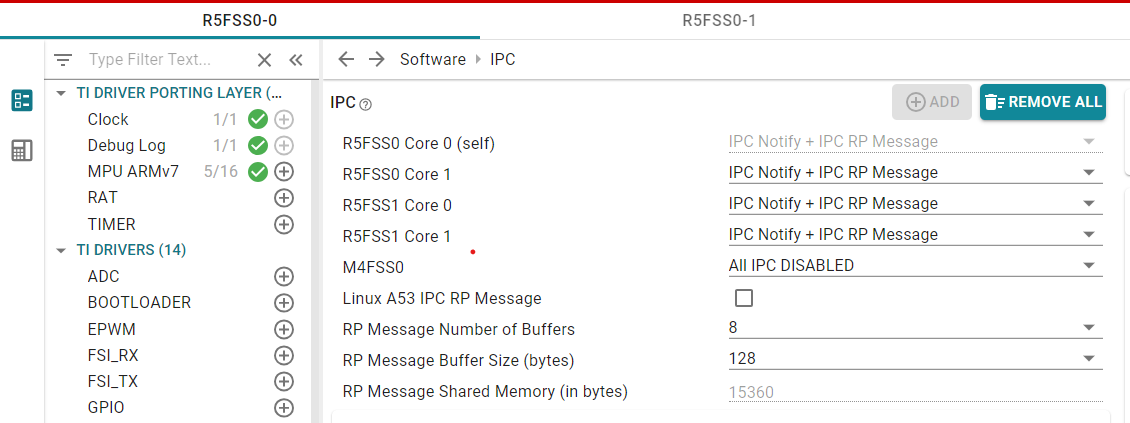 R5FSS0-0 R5FSS0-1
Type Filter Text...
Software IPC
TI DRIVER PORTING LAYER (...
Clock 1/1
Debug Log 1/1
MPU ARMv7 5/16
RAT
TIMER
TI DRIVERS (14)
ADC
BOOTLOADER
EPWM
FSI_RX
FSI_TX
GPIO
IPC
ADD REMOVE ALL
R5FSS0 Core 0 (self) IPC Notify + IPC RP Message
R5FSS0 Core 1 IPC Notify + IPC RP Message
R5FSS1 Core 0 IPC Notify + IPC RP Message
R5FSS1 Core 1 IPC Notify + IPC RP Message
M4FSS0 All IPC DISABLED
Linux A53 IPC RP Message
RP Message Number of Buffers 8
RP Message Buffer Size (bytes) 128
RP Message Shared Memory (in bytes) 15360